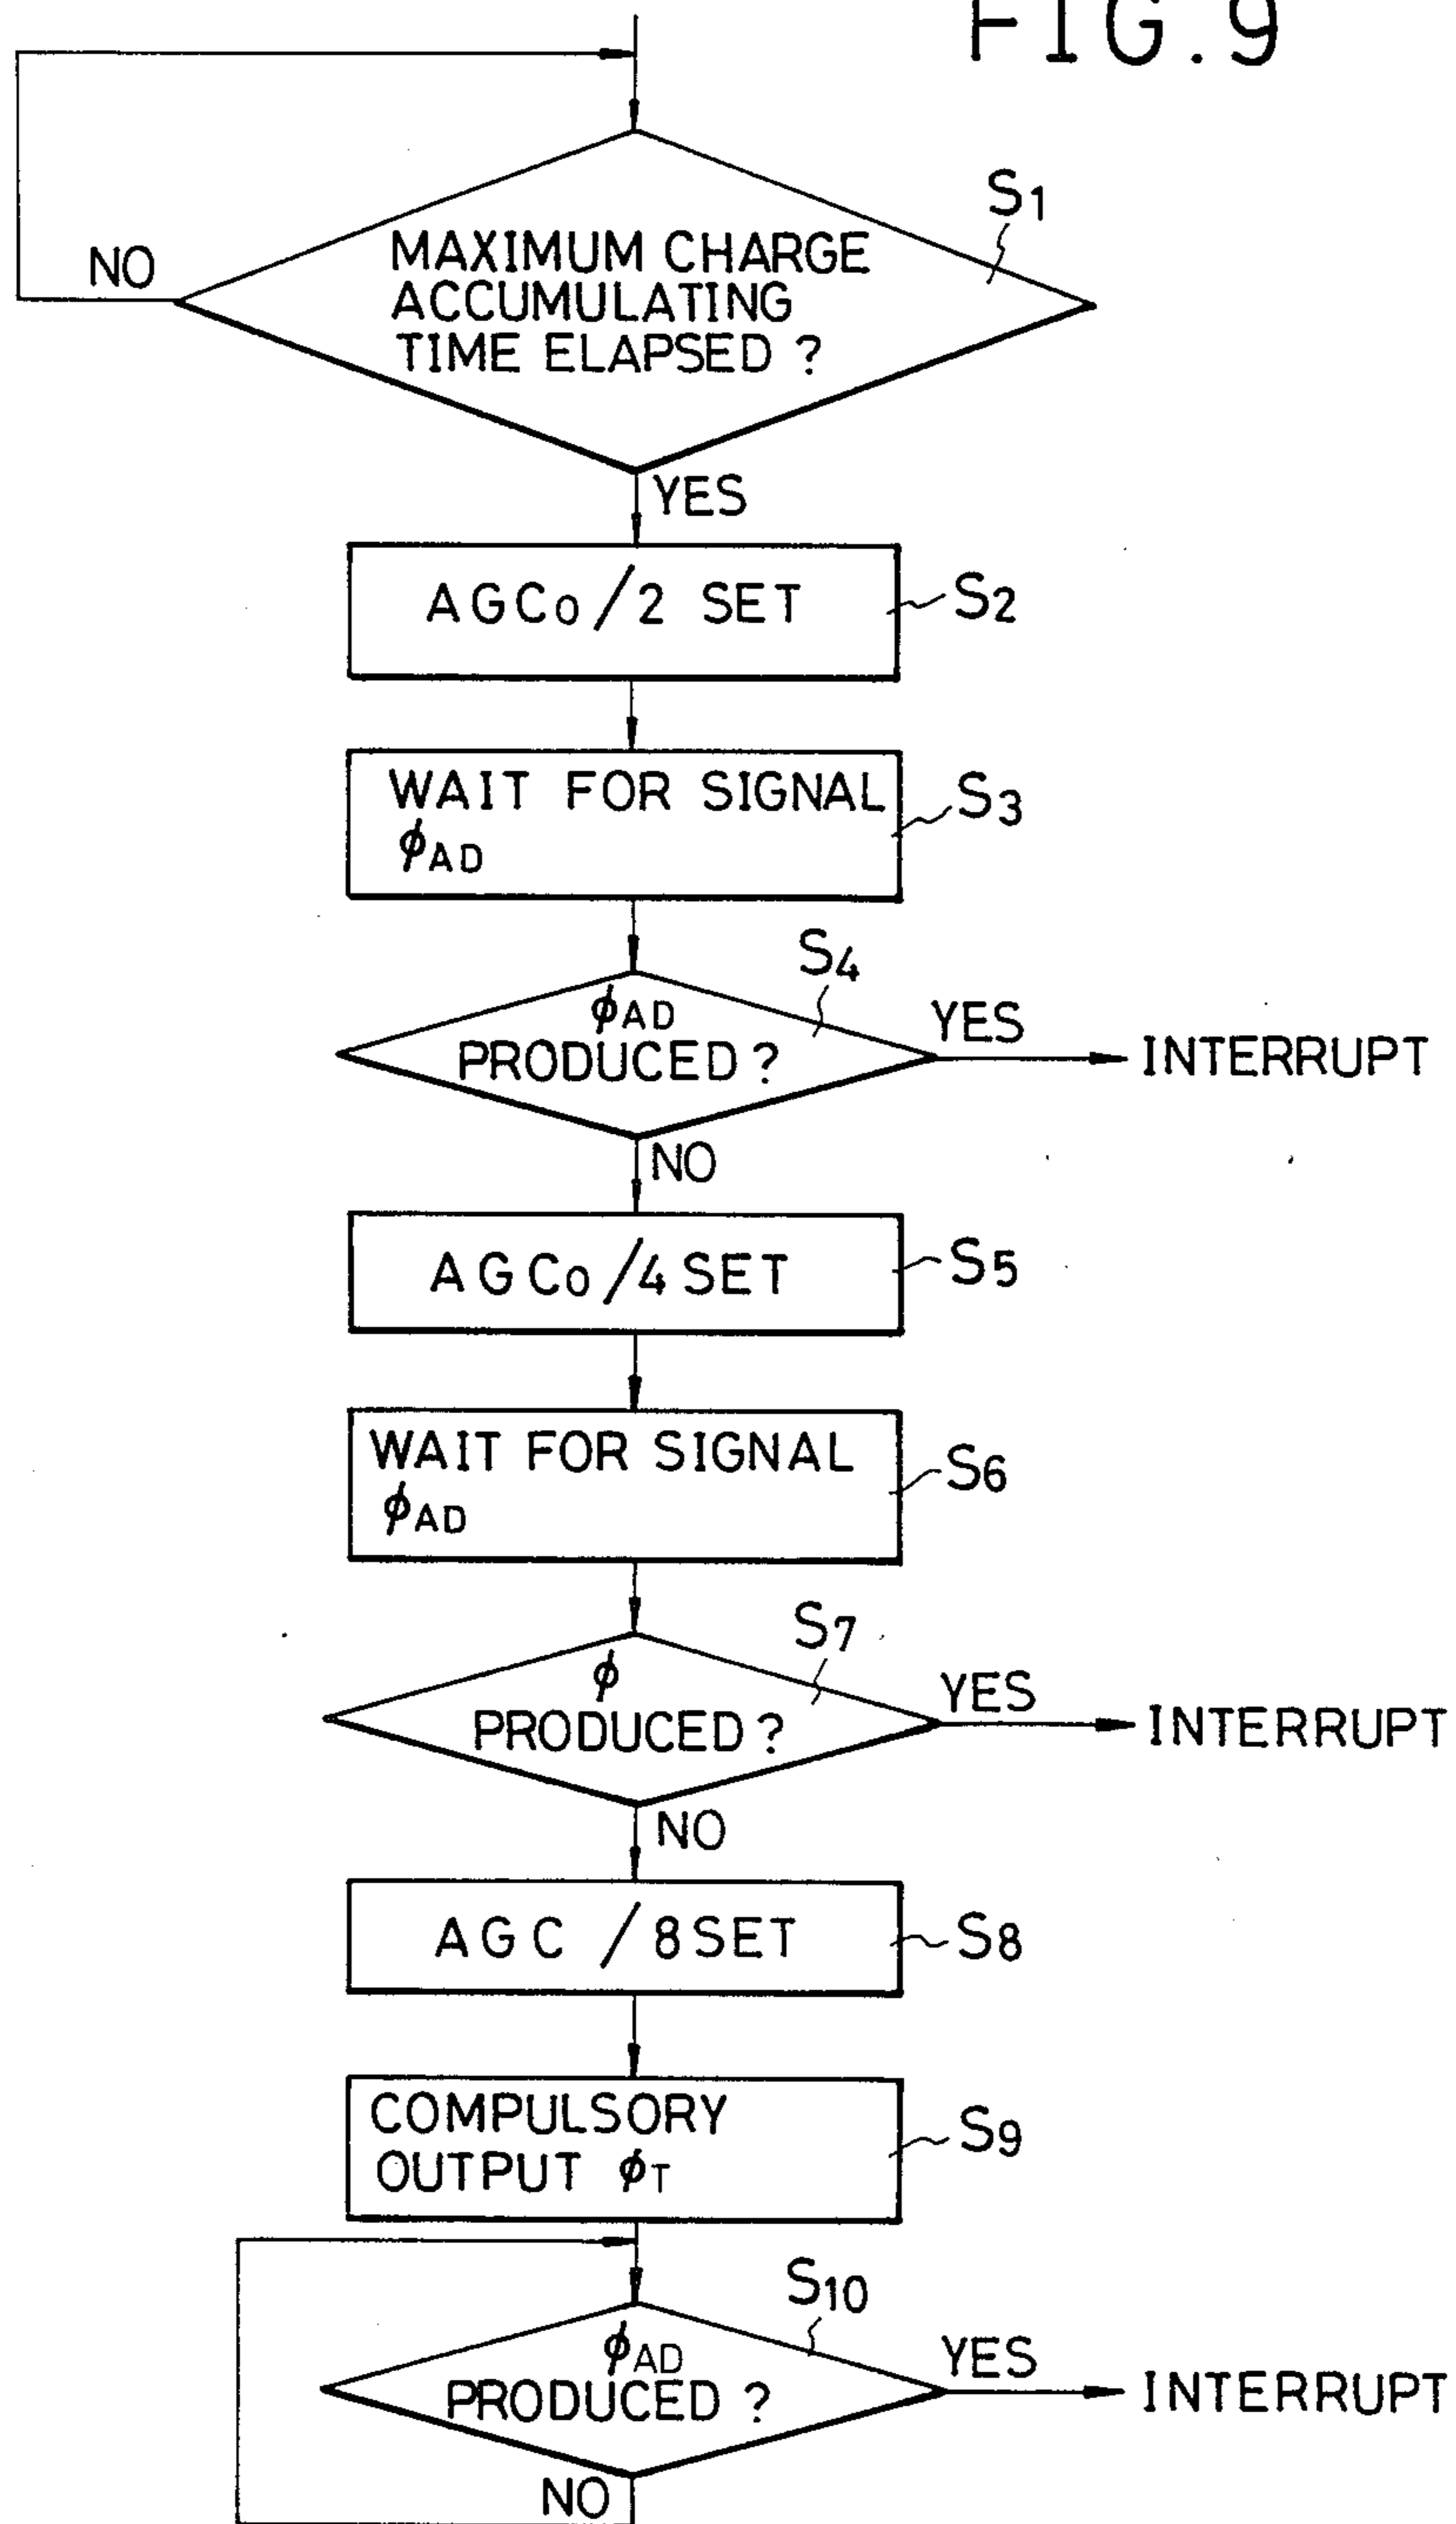 FIG.9
S1
NO
MAXIMUM CHARGE
ACCUMULATING
TIME ELAPSED ?
YES
AGC0/2 SET
S2
WAIT FOR SIGNAL
ϕAD
S3
S4
ϕAD
PRODUCED ?
YES
INTERRUPT
NO
AGC0/4 SET
S5
WAIT FOR SIGNAL
ϕAD
S6
S7
ϕ
PRODUCED ?
YES
INTERRUPT
NO
AGC /8 SET
S8
COMPULSORY
OUTPUT ϕT
S9
S10
ϕAD
PRODUCED ?
YES
INTERRUPT
NO